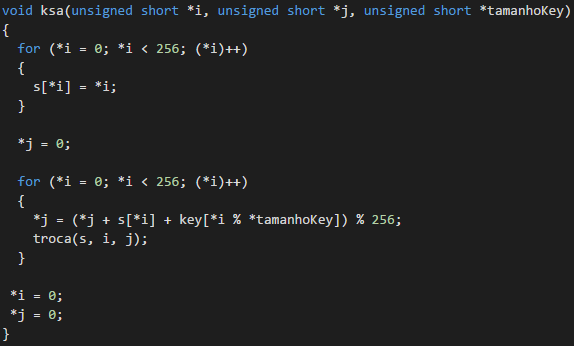 void ksa(unsigned short *i, unsigned short *j, unsigned short *tamanhoKey)
{
  for (*i = 0; *i < 256; (*i)++)
  {
    s[*i] = *i;
  }

  *j = 0;

  for (*i = 0; *i < 256; (*i)++)
  {
    *j = (*j + s[*i] + key[*i % *tamanhoKey]) % 256;
    troca(s, i, j);
  }

 *i = 0;
 *j = 0;
}